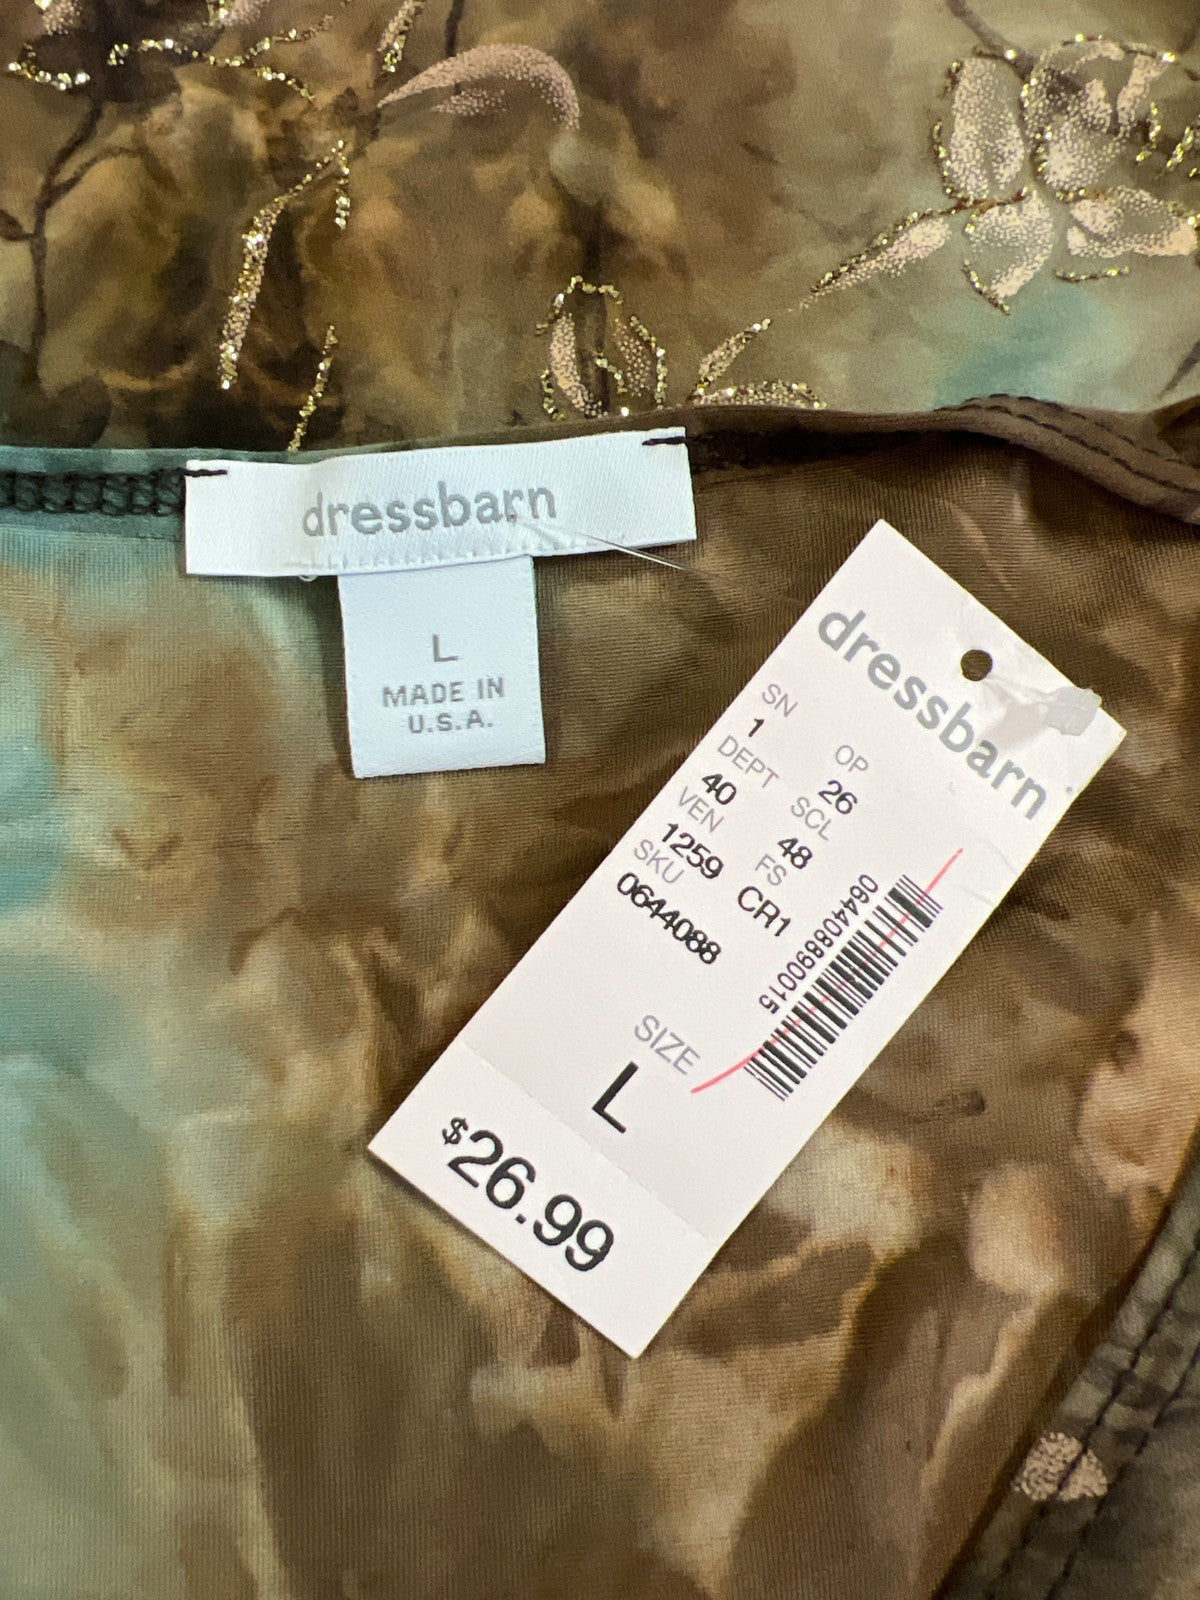 dressbarn
L
MADE IN
U.S.A.
dressbarn
SN
1
OP
26
DEPT
40
SCL
48
VEN
1259
FS
CR1
SKU
0644088
064408890015
SIZE
L
$26.99